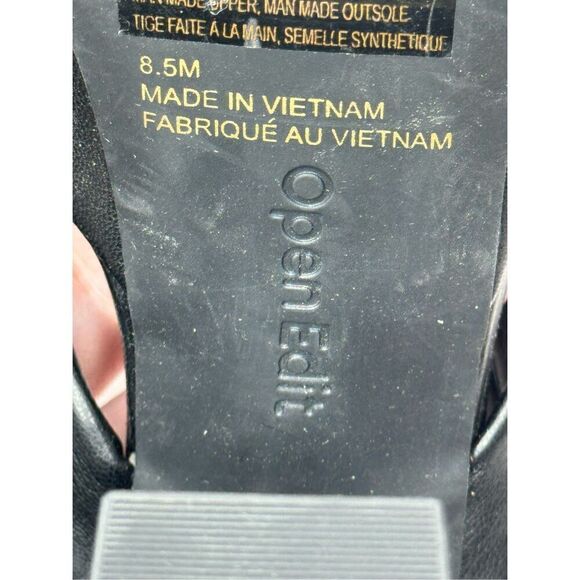 MAN MADE UPPER, MAN MADE OUTSOLE
TIGE FAITE À LA MAIN, SEMELLE SYNTHETIQUE
8.5M
MADE IN VIETNAM
FABRIQUÉ AU VIETNAM
Open Edit